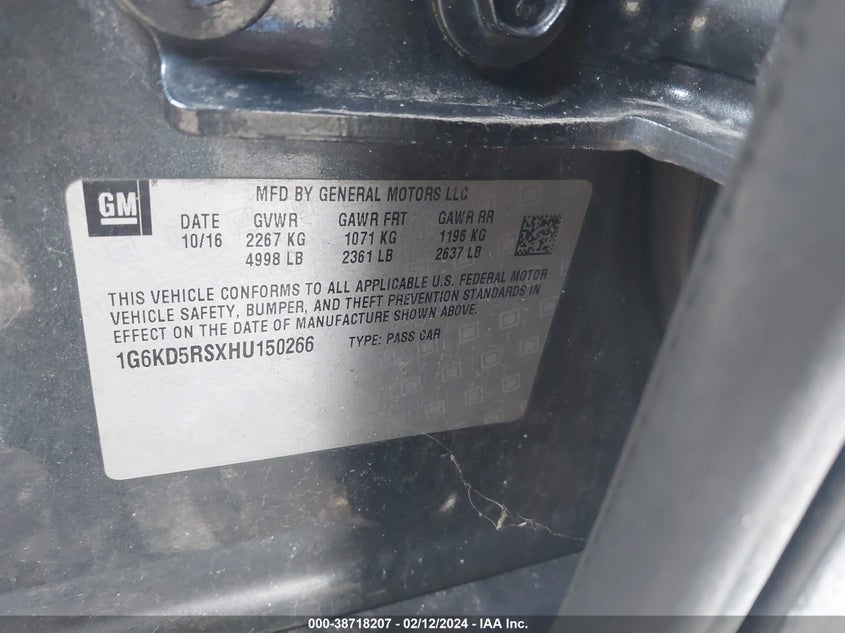 GM
MFD BY GENERAL MOTORS LLC
DATE GVWR GAWR FRT GAWR RR
10/16 2267 KG 1071 KG 1196 KG
4998 LB 2361 LB 2637 LB
THIS VEHICLE CONFORMS TO ALL APPLICABLE U.S. FEDERAL MOTOR
VEHICLE SAFETY, BUMPER, AND THEFT PREVENTION STANDARDS IN
EFFECT ON THE DATE OF MANUFACTURE SHOWN ABOVE.
1G6KD5RSXHU150266 TYPE: PASS CAR
000-38718207 - 02/12/2024 - IAA Inc.